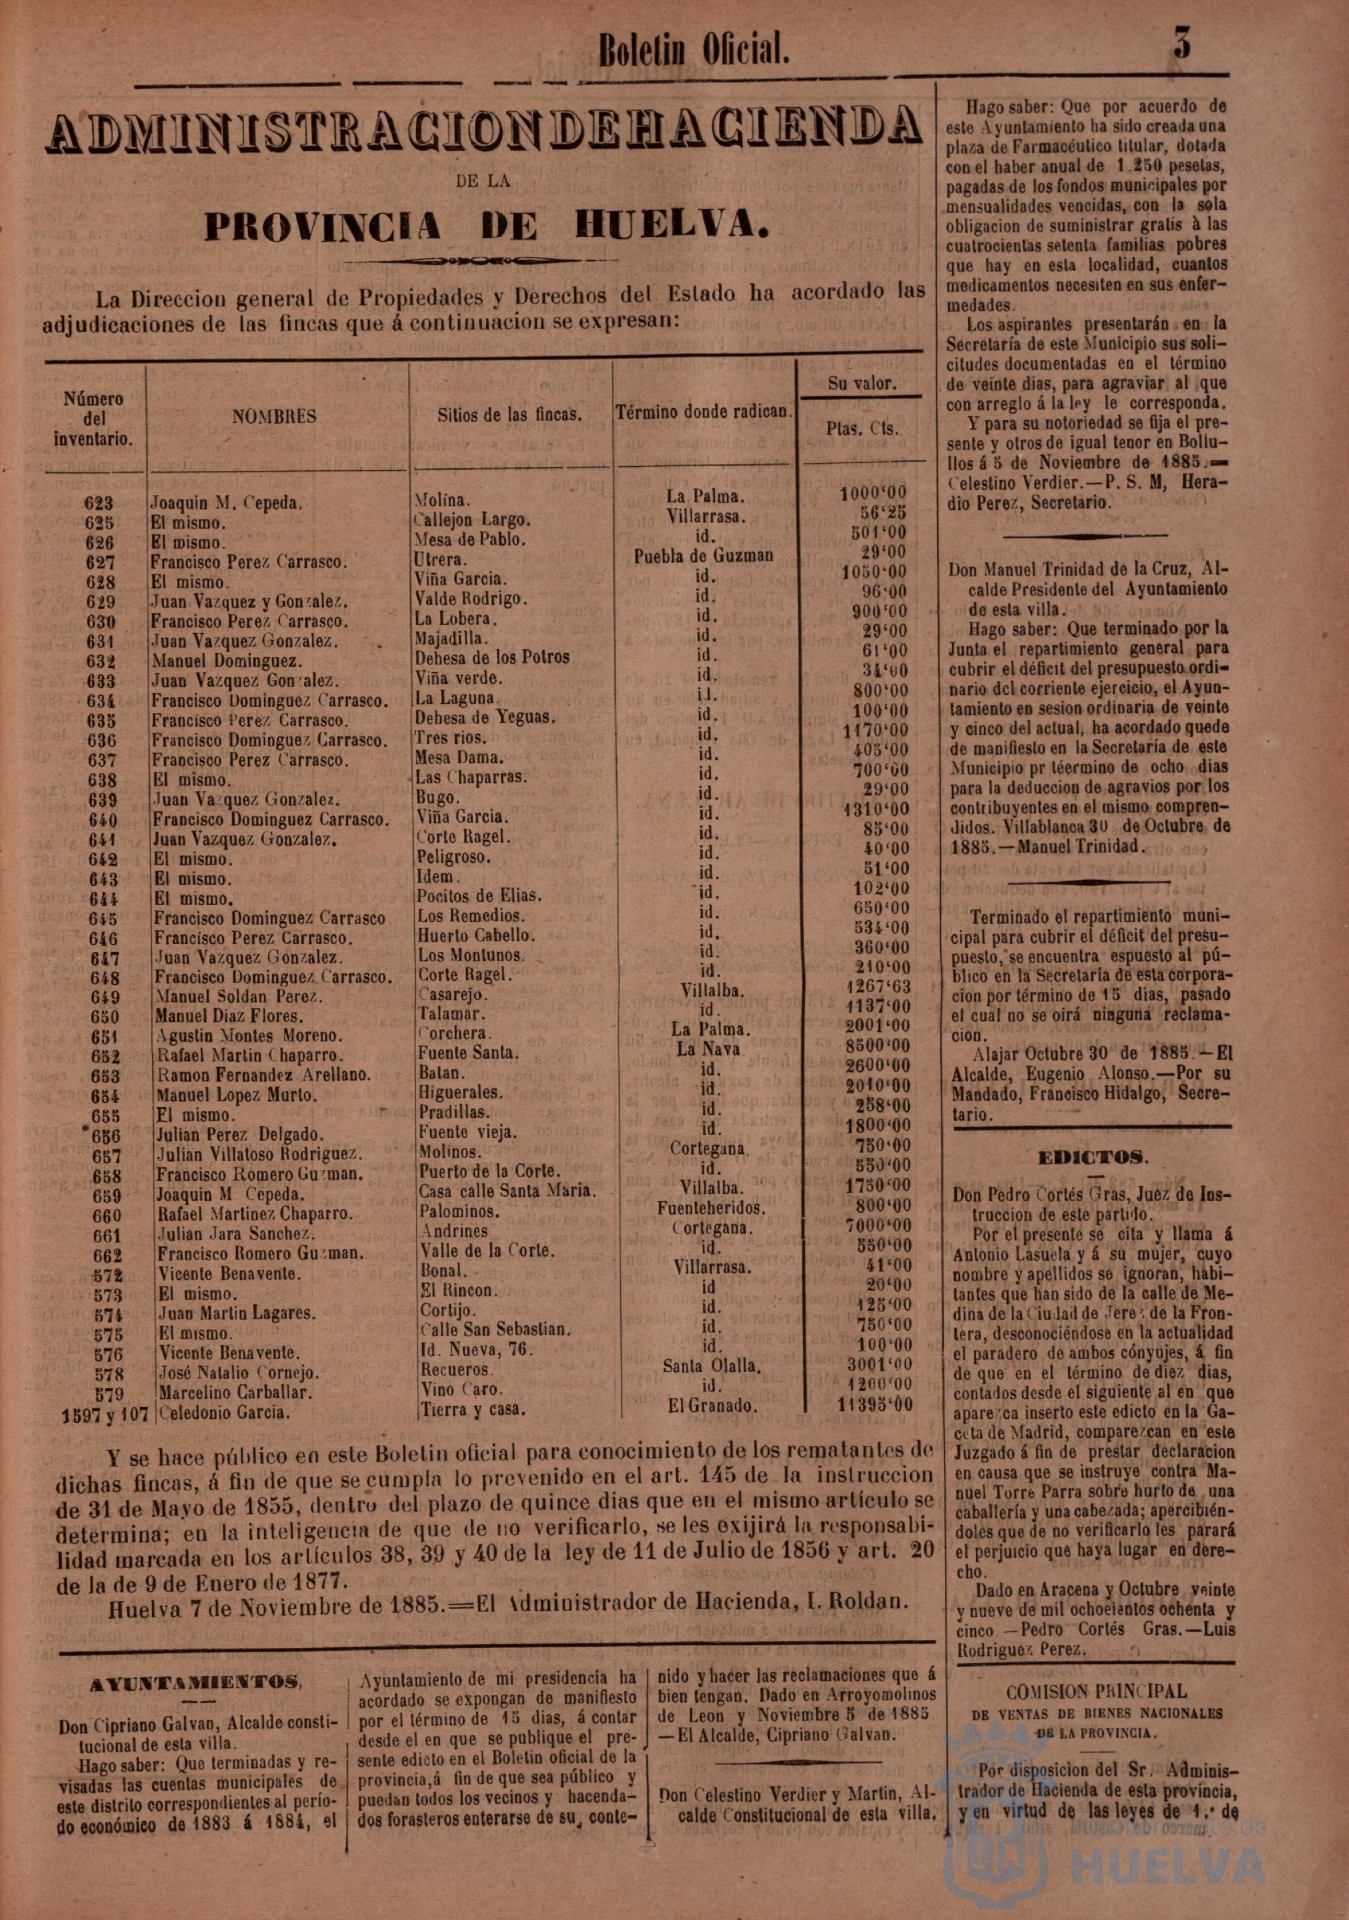 Boletin Oficial.
3
ADMINISTRACION DE HACIENDA
DE LA
PROVINCIA DE HUELVA.
La Direccion general de Propiedades y Derechos del Estado ha acordado las
adjudicaciones de las fincas que á continuacion se expresan:
Número del inventario. NOMBRES Sitios de las fincas. Término donde radican. Su valor. Ptas. Cts.
623 Joaquin M. Cepeda. Molina. La Palma. 1000‘00
625 El mismo. Callejon Largo. Villarrasa. 56‘25
626 El mismo. Mesa de Pablo. id. 501‘00
627 Francisco Perez Carrasco. Utrera. Puebla de Guzman 29‘00
628 El mismo. Viña Garcia. id. 1050‘00
629 Juan Vazquez y Gonzalez. Valde Rodrigo. id. 96‘00
630 Francisco Perez Carrasco. La Lobera. id. 900‘00
631 Juan Vazquez Gonzalez. Majadilla. id. 29‘00
632 Manuel Dominguez. Dehesa de los Potros id. 61‘00
633 Juan Vazquez Gonzalez. Viña verde. id. 34‘00
634 Francisco Dominguez Carrasco. La Laguna. id. 800‘00
635 Francisco Perez Carrasco. Dehesa de Yeguas. id. 100‘00
636 Francisco Dominguez Carrasco. Tres rios. id. 1170‘00
637 Francisco Perez Carrasco. Mesa Dama. id. 405‘00
638 El mismo. Las Chaparras. id. 700‘00
639 Juan Vazquez Gonzalez. Bugo. id. 29‘00
640 Francisco Dominguez Carrasco. Viña Garcia. id. 1310‘00
641 Juan Vazquez Gonzalez. Corte Ragel. id. 85‘00
642 El mismo. Peligroso. id. 40‘00
643 El mismo. Idem. id. 51‘00
644 El mismo. Pocitos de Elias. id. 102‘00
645 Francisco Dominguez Carrasco Los Remedios. id. 650‘00
646 Francisco Perez Carrasco. Huerto Cabello. id. 534‘00
647 Juan Vazquez Gonzalez. Los Montunos. id. 360‘00
648 Francisco Dominguez Carrasco. Corte Ragel. id. 210‘00
649 Manuel Soldan Perez. Casarejo. Villalba. 1267‘63
650 Manuel Diaz Flores. Talamar. id. 1137‘00
651 Agustin Montes Moreno. Corchera. La Palma. 2001‘00
652 Rafael Martin Chaparro. Fuente Santa. La Nava 8500‘00
653 Ramon Fernandez Arellano. Batan. id. 2600‘00
654 Manuel Lopez Murto. Higuerales. id. 2010‘00
655 El mismo. Pradillas. id. 258‘00
656 Julian Perez Delgado. Fuente vieja. id. 1800‘00
657 Julian Villatoso Rodriguez. Molinos. Cortegana. 750‘00
658 Francisco Romero Guzman. Puerto de la Corte. id. 550‘00
659 Joaquin M Cepeda. Casa calle Santa Maria. Villalba. 1750‘00
660 Rafael Martinez Chaparro. Palominos. Fuenteheridos. 800‘00
661 Julian Jara Sanchez. Andrines Cortegana. 7000‘00
662 Francisco Romero Guzman. Valle de la Corte. id. 550‘00
572 Vicente Benavente. Bonal. Villarrasa. 41‘00
573 El mismo. El Rincon. id 20‘00
574 Juan Martin Lagares. Cortijo. id. 125‘00
575 El mismo. Calle San Sebastian. id. 750‘00
576 Vicente Benavente. Id. Nueva, 76. id. 100‘00
578 José Natalio Cornejo. Recueros. Santa Olalla. 3001‘00
579 Marcelino Carballar. Vino Caro. id. 1200‘00
1597 y 107 Celedonio Garcia. Tierra y casa. El Granado. 11395‘00
Y se hace público en este Boletin oficial para conocimiento de los rematantes de
dichas fincas, á fin de que se cumpla lo prevenido en el art. 145 de la instruccion
de 31 de Mayo de 1855, dentro del plazo de quince dias que en el mismo artículo se
determina; en la inteligencia de que de no verificarlo, se les exijirá la responsabi-
lidad marcada en los artículos 38, 39 y 40 de la ley de 11 de Julio de 1856 y art. 20
de la de 9 de Enero de 1877.
Huelva 7 de Noviembre de 1885.=El Administrador de Hacienda, I. Roldan.
AYUNTAMIENTOS,
Don Cipriano Galvan, Alcalde consti-
tucional de esta villa.
Hago saber: Que terminadas y re-
visadas las cuentas municipales de
este distrito correspondientes al perío-
do económico de 1883 á 1884, el
Ayuntamiento de mi presidencia ha
acordado se expongan de manifiesto
por el término de 15 dias, á contar
desde el en que se publique el pre-
sente edicto en el Boletin oficial de la
provincia,á fin de que sea público y
puedan todos los vecinos y hacenda-
dos forasteros enterarse de su conte-
nido y hacer las reclamaciones que á
bien tengan. Dado en Arroyomolinos
de Leon y Noviembre 5 de 1885
—El Alcalde, Cipriano Galvan.
Don Celestino Verdier y Martin, Al-
calde Constitucional de esta villa.
Hago saber: Que por acuerdo de
este Ayuntamiento ha sido creada una
plaza de Farmacéutico titular, dotada
con el haber anual de 1.250 pesetas,
pagadas de los fondos municipales por
mensualidades vencidas, con la sola
obligacion de suministrar gratis à las
cuatrocientas setenta familias pobres
que hay en esta localidad, cuantos
medicamentos necesiten en sus enfer-
medades.
Los aspirantes presentarán en la
Secretaría de este Municipio sus soli-
citudes documentadas en el término
de veinte dias, para agraviar al que
con arreglo á la ley le corresponda.
Y para su notoriedad se fija el pre-
sente y otros de igual tenor en Bollu-
llos á 5 de Noviembre de 1885.=
Celestino Verdier.—P. S. M, Hera-
dio Perez, Secretario.
Don Manuel Trinidad de la Cruz, Al-
calde Presidente del Ayuntamiento
de esta villa.
Hago saber: Que terminado por la
Junta el repartimiento general para
cubrir el déficit del presupuesto ordi-
nario del corriente ejercicio, el Ayun-
tamiento en sesion ordinaria de veinte
y cinco del actual, ha acordado quede
de manifiesto en la Secretaría de este
Municipio pr téermino de ocho dias
para la deduccion de agravios por los
contribuyentes en el mismo compren-
didos. Villablanca 30 de Octubre de
1885.—Manuel Trinidad.
Terminado el repartimiento muni-
cipal para cubrir el déficit del presu-
puesto, se encuentra espuesto al pú-
blico en la Secretaría de esta corpora-
cion por término de 15 dias, pasado
el cual no se oirá ninguna reclama-
cion.
Alajar Octubre 30 de 1885.—El
Alcalde, Eugenio Alonso.—Por su
Mandado, Francisco Hidalgo, Secre-
tario.
EDICTOS.
Don Pedro Cortés Gras, Juez de Ins-
truccion de este partido.
Por el presente se cita y llama á
Antonio Lasuela y á su mujer, cuyo
nombre y apellidos se ignoran, habi-
tantes que han sido de la calle de Me-
dina de la Ciudad de Jerez de la Fron-
tera, desconociéndose en la actualidad
el paradero de ambos cónyujes, á fin
de que en el término de diez dias,
contados desde el siguiente al en que
aparezca inserto este edicto en la Ga-
ceta de Madrid, comparezcan en este
Juzgado á fin de prestar declaracion
en causa que se instruye contra Ma-
nuel Torre Parra sobre hurto de una
caballería y una cabezada; apercibién-
doles que de no verificarlo les parará
el perjuicio que haya lugar en dere-
cho.
Dado en Aracena y Octubre veinte
y nueve de mil ochocientos ochenta y
cinco —Pedro Cortés Gras.—Luis
Rodriguez Perez.
COMISION PRINCIPAL
DE VENTAS DE BIENES NACIONALES
DE LA PROVINCIA.
Por disposicion del Sr. Adminis-
trador de Hacienda de esta provincia,
y en virtud de las leyes de 1.º de
HUELVA